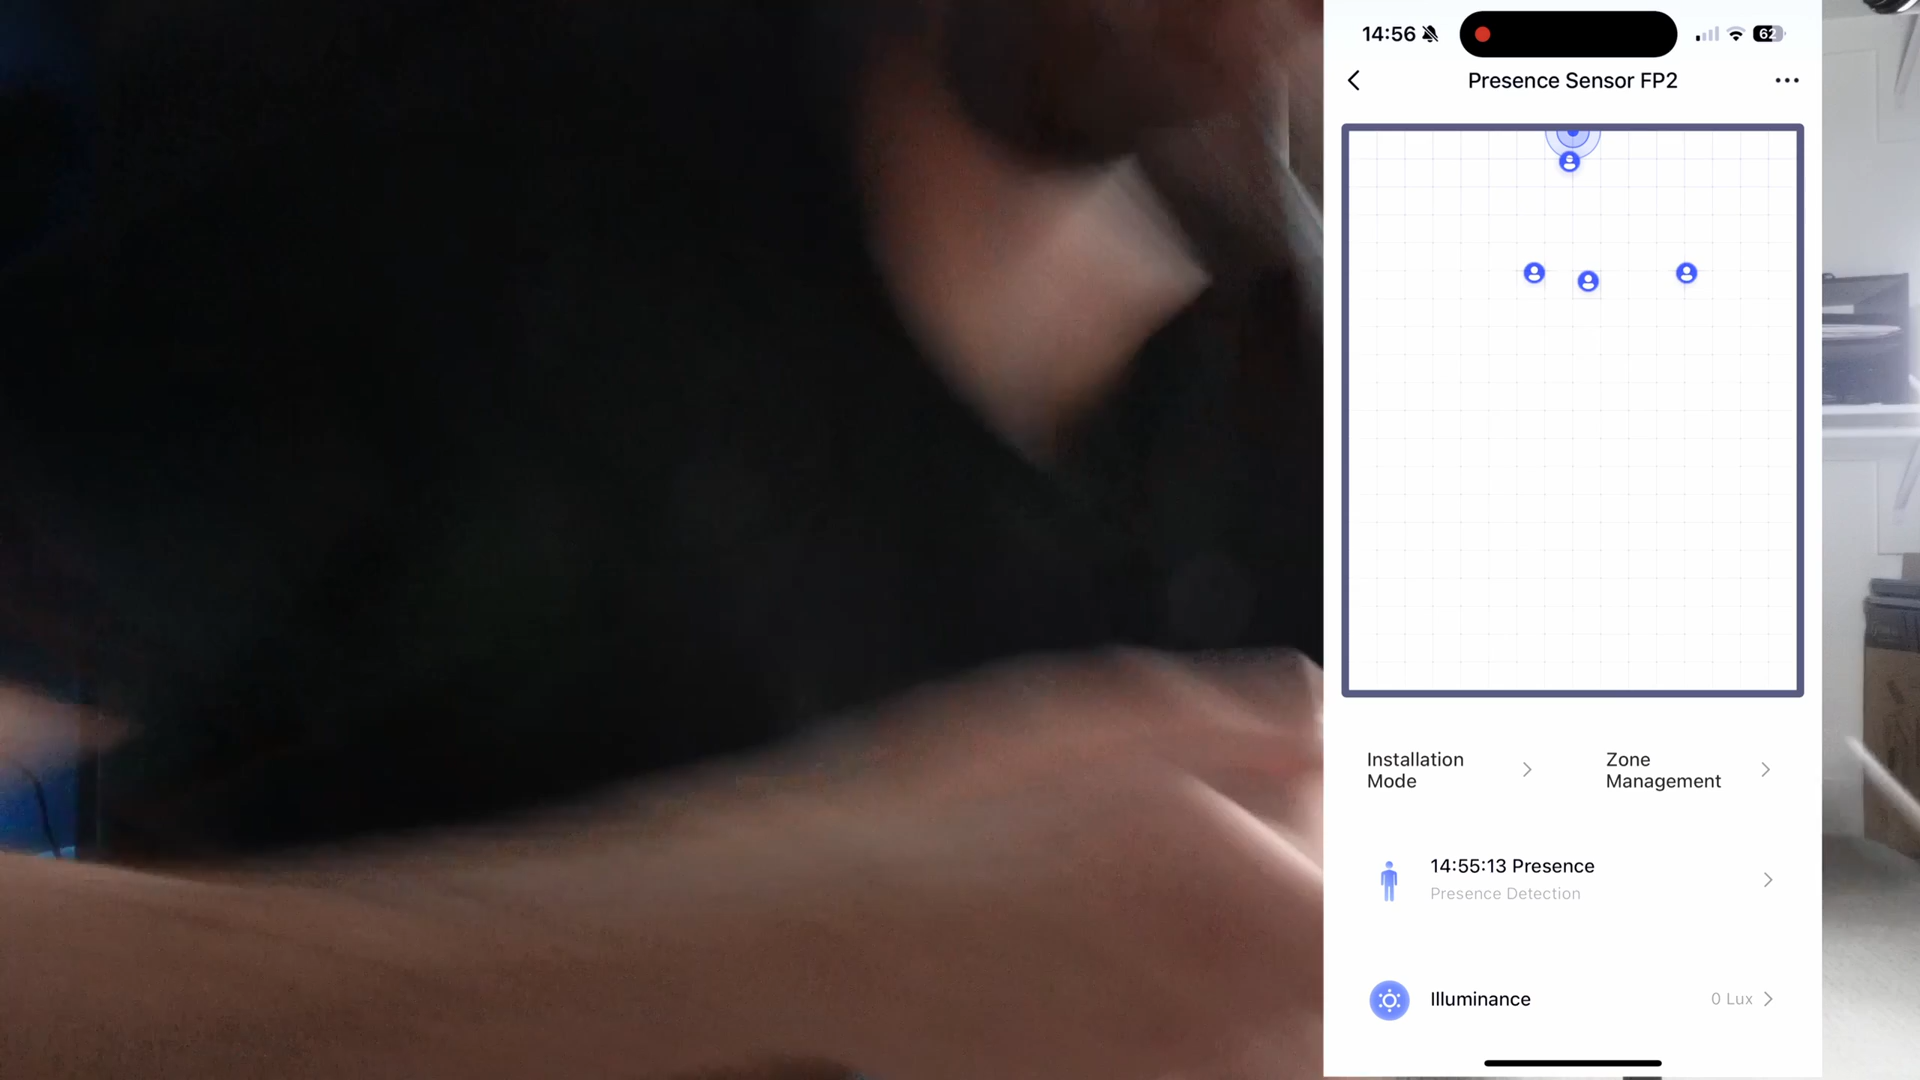 14:56
62
Presence Sensor FP2
Installation
Mode
Zone
Management
14:55:13 Presence
Presence Detection
Illuminance
0 Lux